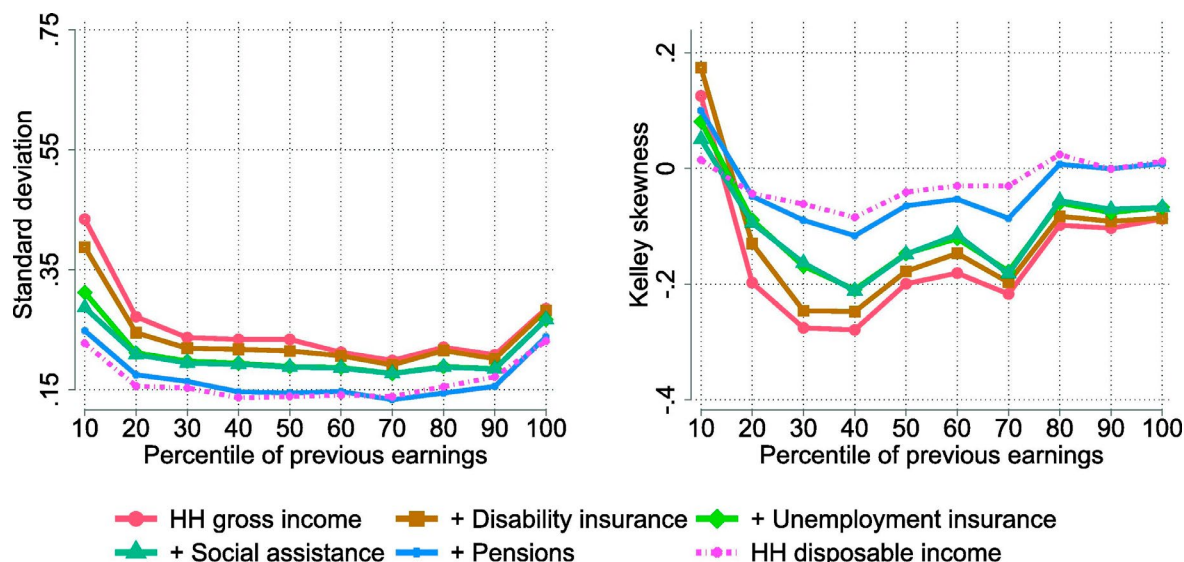 Standard deviation
.75
.55
.35
.15
10 20 30 40 50 60 70 80 90 100
Percentile of previous earnings
Kelley skewness
.2
0
-.2
-.4
10 20 30 40 50 60 70 80 90 100
Percentile of previous earnings
HH gross income + Disability insurance + Unemployment insurance
+ Social assistance + Pensions HH disposable income